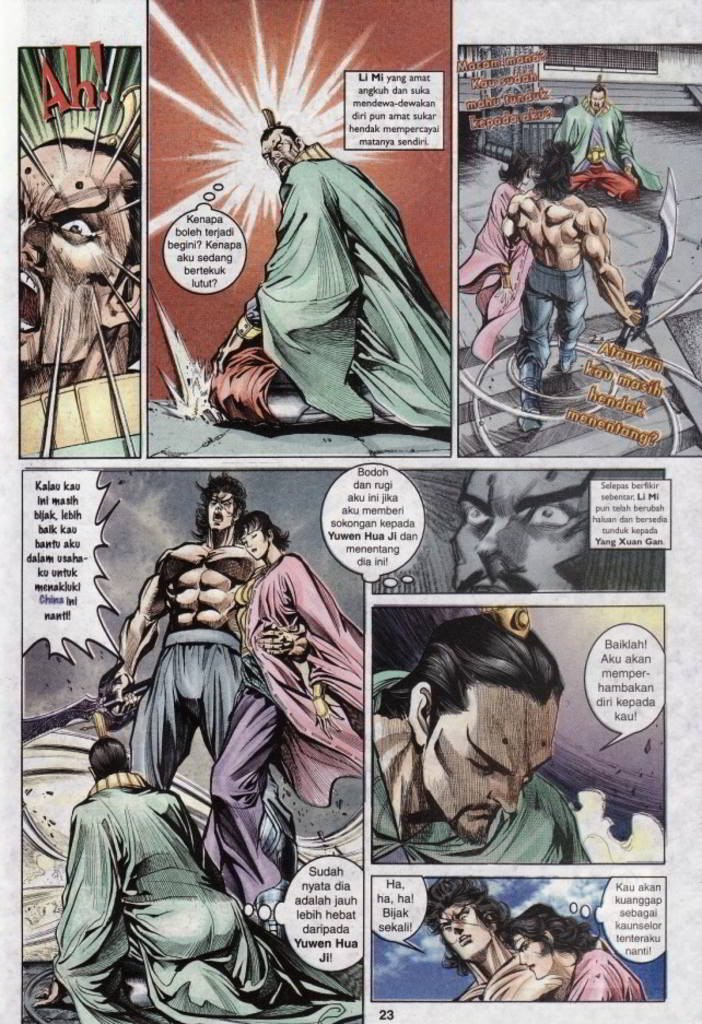 Ah!
Li Mi yang amat
angkuh dan suka
mendewa-dewakan
diri pun amat sukar
hendak mempercayai
matanya sendiri.
Kenapa
boleh terjadi
begini? Kenapa
aku sedang
bertekuk
lutut?
Macam mana?
Kau sudah
mahu tunduk
kepada aku?
Ataupun
kau masih
hendak
menentang?
Kalau kau
ini masih
bijak, lebih
baik kau
bantu aku
dalam usaha-
ku untuk
menakluki
China ini
nanti!
Bodoh
dan rugi
aku ini jika
aku memberi
sokongan kepada
Yuwen Hua Ji dan
menentang
dia ini!
Selepas berfikir
sebentar, Li Mi
pun telah berubah
haluan dan bersedia
tunduk kepada
Yang Xuan Gan.
Baiklah!
Aku akan
memper-
hambakan
diri kepada
kau!
Sudah
nyata dia
adalah jauh
lebih hebat
daripada
Yuwen Hua
Ji!
Ha,
ha, ha!
Bijak
sekali!
Kau akan
kuanggap
sebagai
kaunselor
tenteraku
nanti!
23